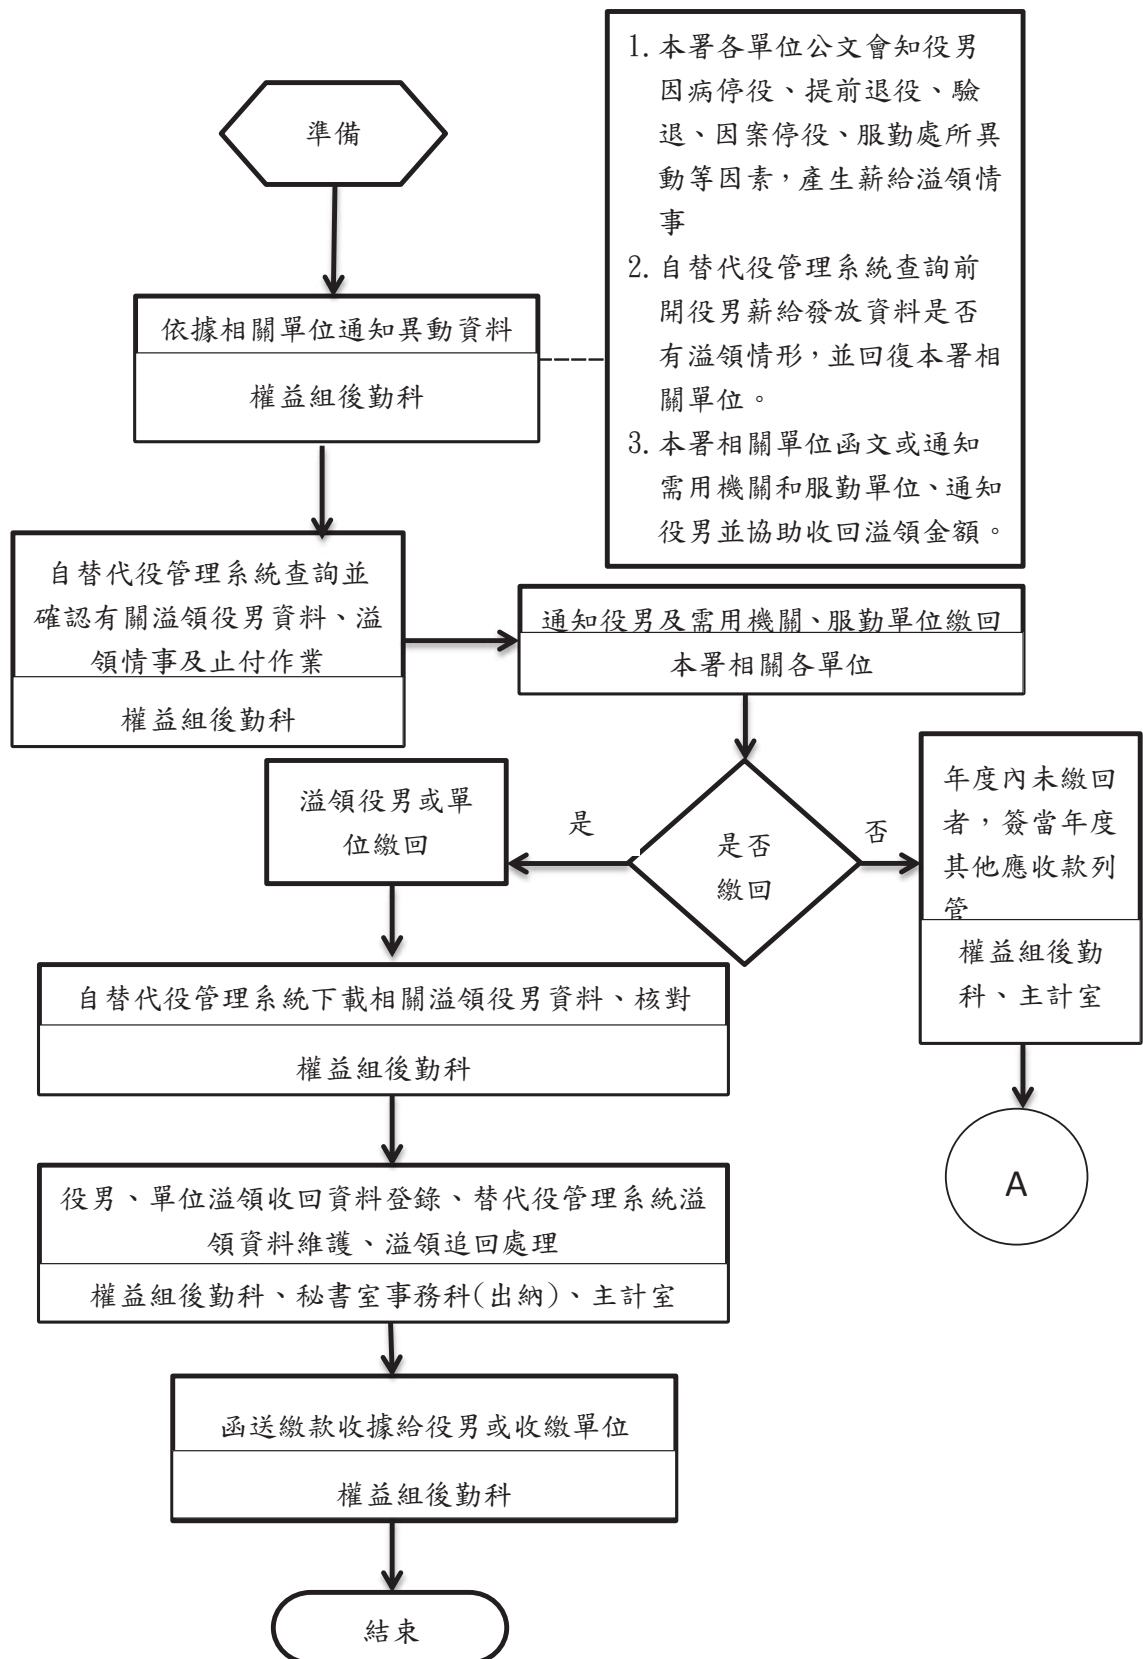 準備
1. 本署各單位公文會知役男
因病停役、提前退役、驗
退、因案停役、服勤處所異
動等因素，產生薪給溢領情
事
2. 自替代役管理系統查詢前
開役男薪給發放資料是否
有溢領情形，並回復本署相
關單位。
3. 本署相關單位函文或通知
需用機關和服勤單位、通知
役男並協助收回溢領金額。
依據相關單位通知異動資料
權益組後勤科
自替代役管理系統查詢並
確認有關溢領役男資料、溢
領情事及止付作業
權益組後勤科
通知役男及需用機關、服勤單位繳回
本署相關各單位
是否
繳回
是
否
溢領役男或單
位繳回
年度內未繳回
者，簽當年度
其他應收款列
管
權益組後勤
科、主計室
A
自替代役管理系統下載相關溢領役男資料、核對
權益組後勤科
役男、單位溢領收回資料登錄、替代役管理系統溢
領資料維護、溢領追回處理
權益組後勤科、秘書室事務科(出納)、主計室
函送繳款收據給役男或收繳單位
權益組後勤科
結束